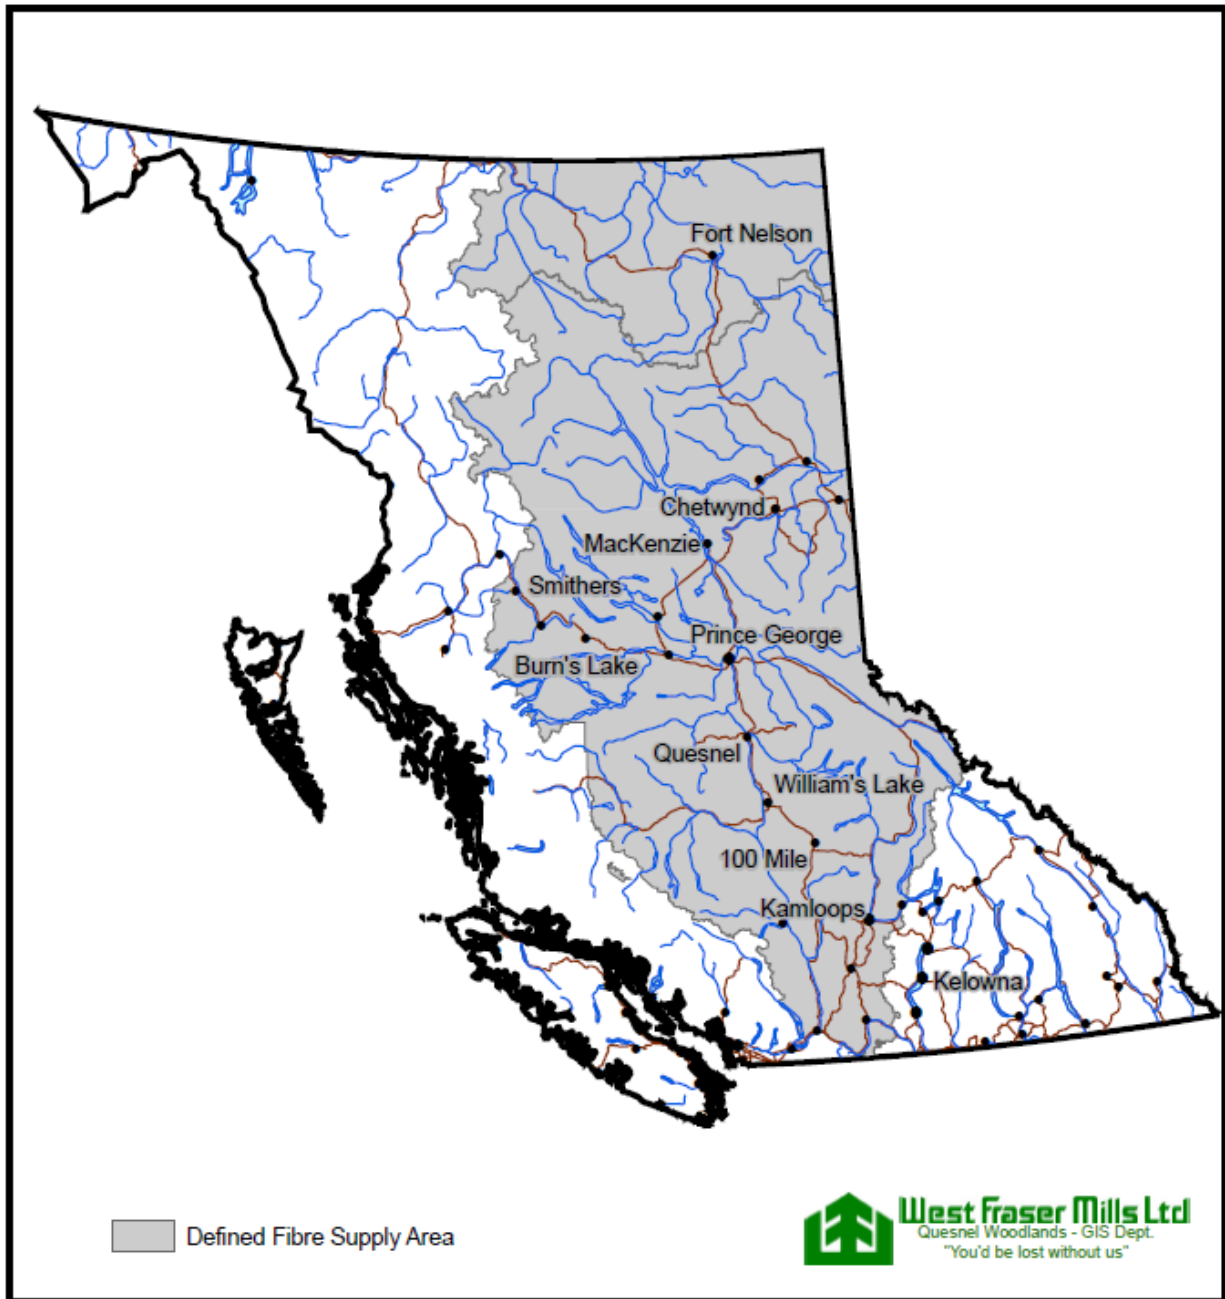 Fort Nelson
Chetwynd
MacKenzie
Smithers
Prince George
Burn's Lake
Quesnel
William's Lake
100 Mile
Kamloops
Kelowna
Defined Fibre Supply Area
West Fraser Mills Ltd
Quesnel Woodlands - GIS Dept.
"You'd be lost without us"